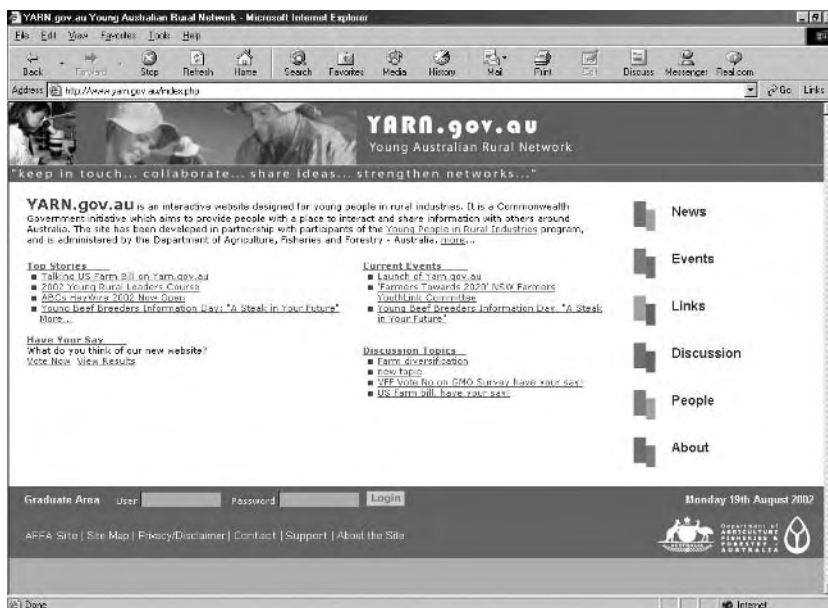 YARN.gov.au Young Australian Rural Network - Microsoft Internet Explorer
File Edit View Favorites Tools Help
Back Forward Stop Refresh Home Search Favorites Media History Mail Print Edit Discuss Messenger Real.com
Address http://www.yarn.gov.au/index.php Go Links
YARN.gov.au
Young Australian Rural Network
"keep in touch... collaborate... share ideas... strengthen networks..."
YARN.gov.au is an interactive website designed for young people in rural industries. It is a Commonwealth
Government initiative which aims to provide people with a place to interact and share information with others around
Australia. The site has been developed in partnership with participants of the Young People in Rural Industries program,
and is administered by the Department of Agriculture, Fisheries and Forestry - Australia. more...
Top Stories
Talking US Farm Bill on Yarn.gov.au
2002 Young Rural Leaders Course
ABCs HeyWire 2002 Now Open
Young Beef Breeders Information Day: "A Steak in Your Future"
More...
Have Your Say
What do you think of our new website?
Vote Now View Results
Current Events
Launch of Yarn.gov.au
'Farmers Towards 2020' NSW Farmers
YouthLink Committee
Young Beef Breeders Information Day: "A Steak
in Your Future"
Discussion Topics
Farm diversification
new topic
VFF Vote No on GMO Survey have your say!
US Farm bill, have your say!
News
Events
Links
Discussion
People
About
Graduate Area User Password Login
Monday 19th August 2002
AFFA Site | Site Map | Privacy/Disclaimer | Contact | Support | About the Site
Department of
AGRICULTURE
FISHERIES &
FORESTRY -
AUSTRALIA
Done
Internet